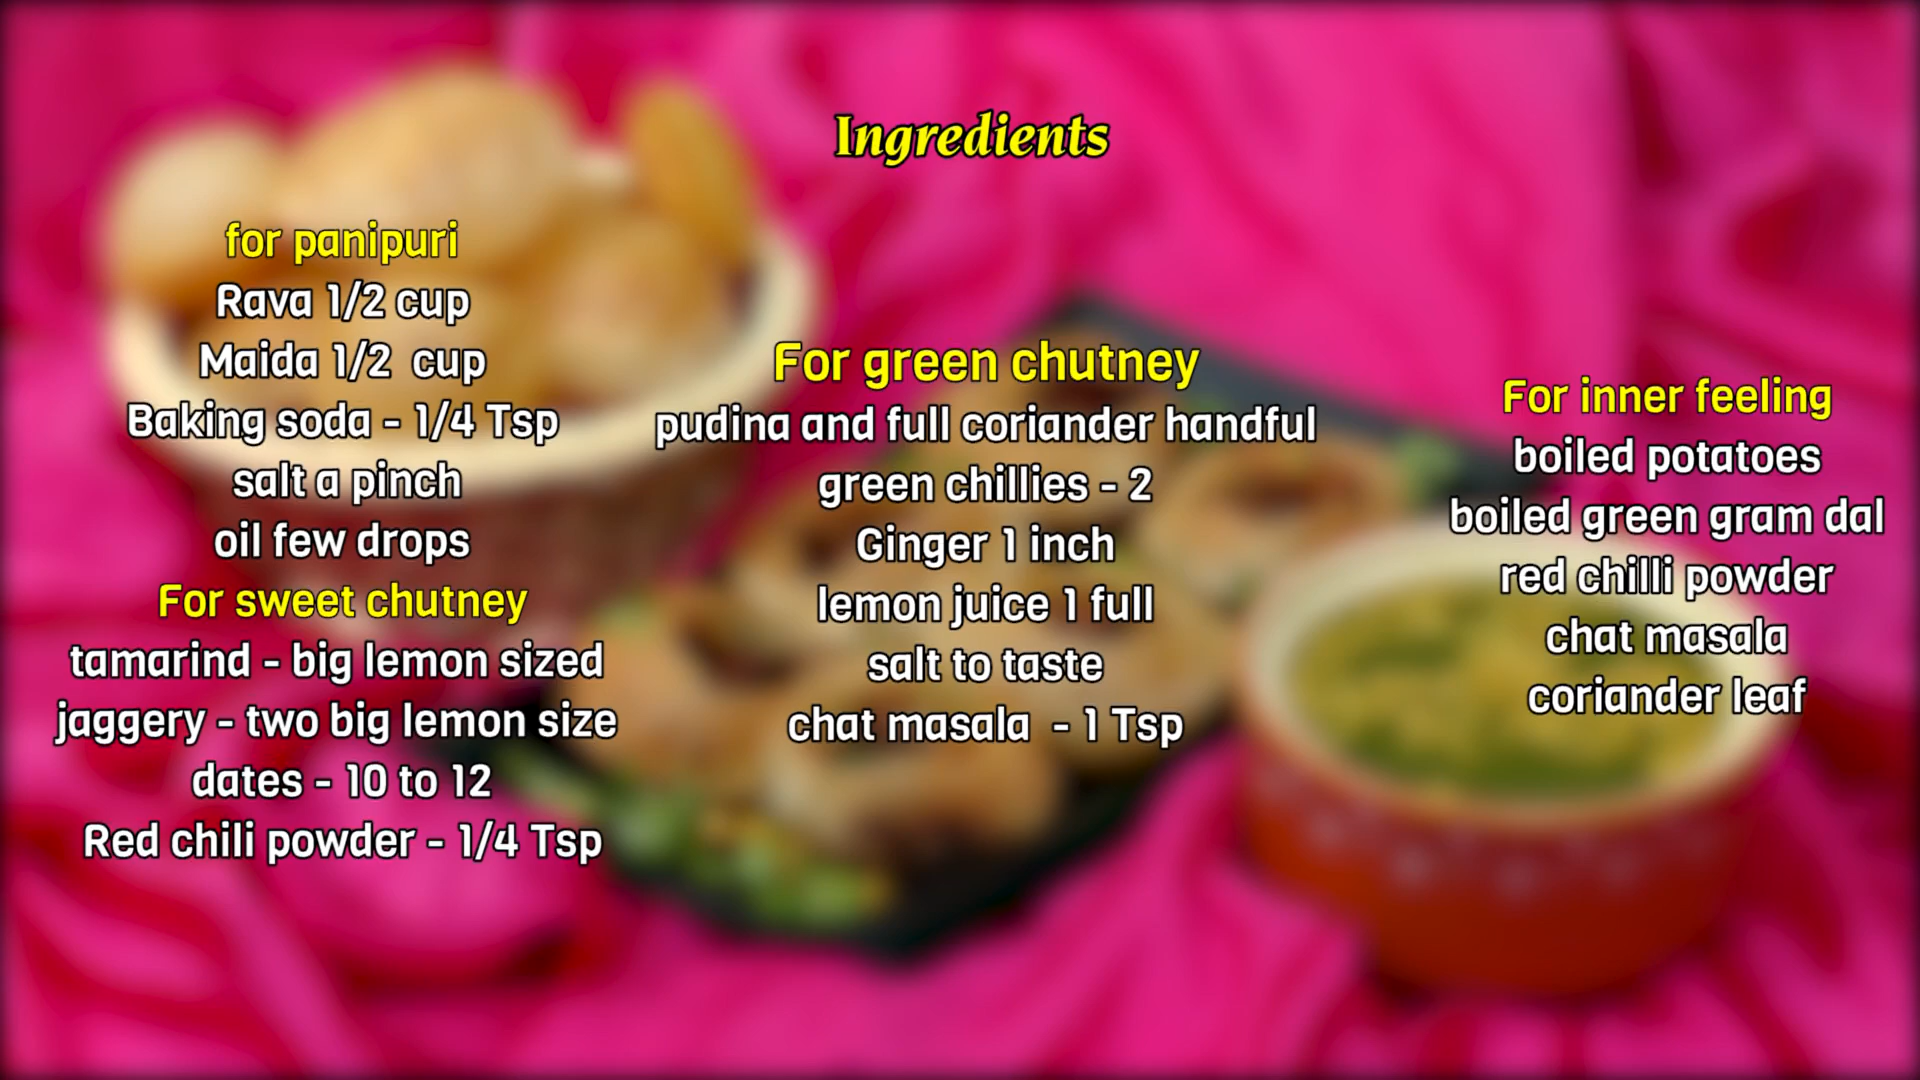 Ingredients
for panipuri
Rava 1/2 cup
Maida 1/2 cup
Baking soda - 1/4 Tsp
salt a pinch
oil few drops
For sweet chutney
tamarind - big lemon sized
jaggery - two big lemon size
dates - 10 to 12
Red chili powder - 1/4 Tsp
For green chutney
pudina and full coriander handful
green chillies - 2
Ginger 1 inch
lemon juice 1 full
salt to taste
chat masala - 1 Tsp
For inner feeling
boiled potatoes
boiled green gram dal
red chilli powder
chat masala
coriander leaf